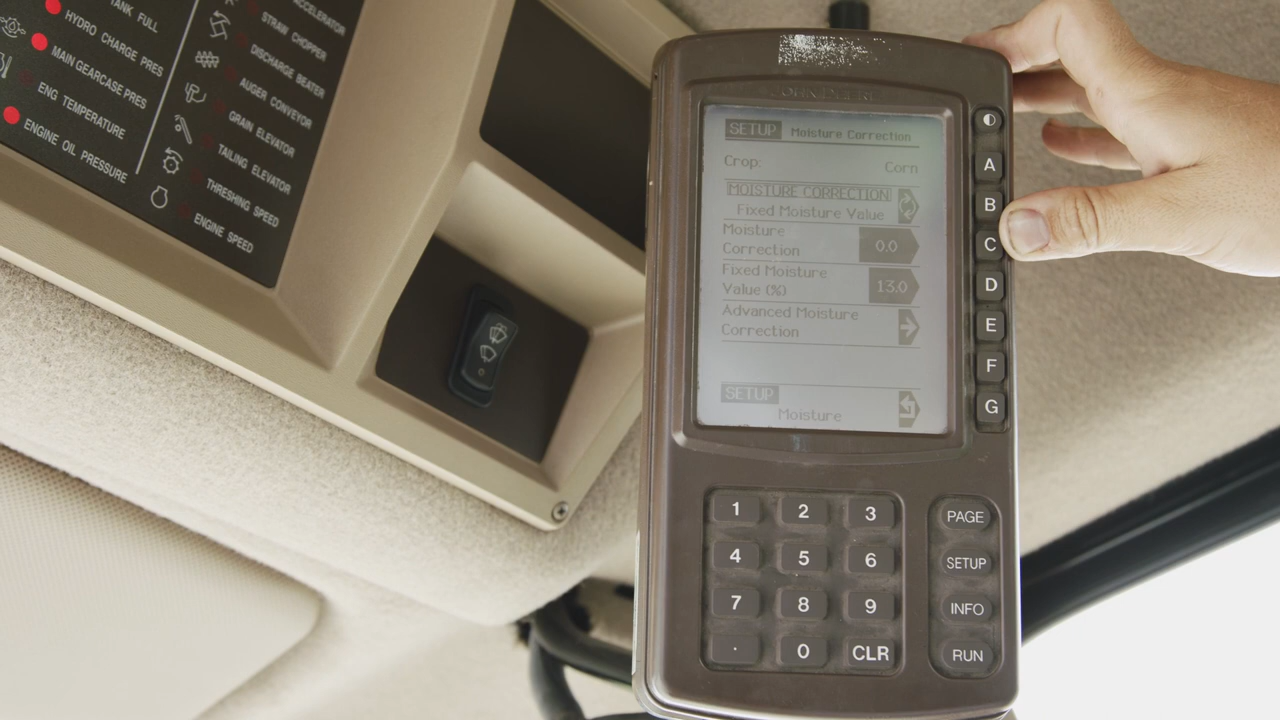 TANK FULL
HYDRO CHARGE PRES
MAIN GEARCASE PRES
ENG TEMPERATURE
ENGINE OIL PRESSURE
ACCELERATOR
STRAW CHOPPER
DISCHARGE BEATER
AUGER CONVEYOR
GRAIN ELEVATOR
TAILING ELEVATOR
THRESHING SPEED
ENGINE SPEED
JOHN DEERE
SETUP Moisture Correction
Crop: Corn
MOISTURE CORRECTION
Fixed Moisture Value
Moisture
Correction 0.0
Fixed Moisture
Value (%) 13.0
Advanced Moisture
Correction
SETUP
Moisture
A
B
C
D
E
F
G
1 2 3
4 5 6
7 8 9
. 0 CLR
PAGE
SETUP
INFO
RUN